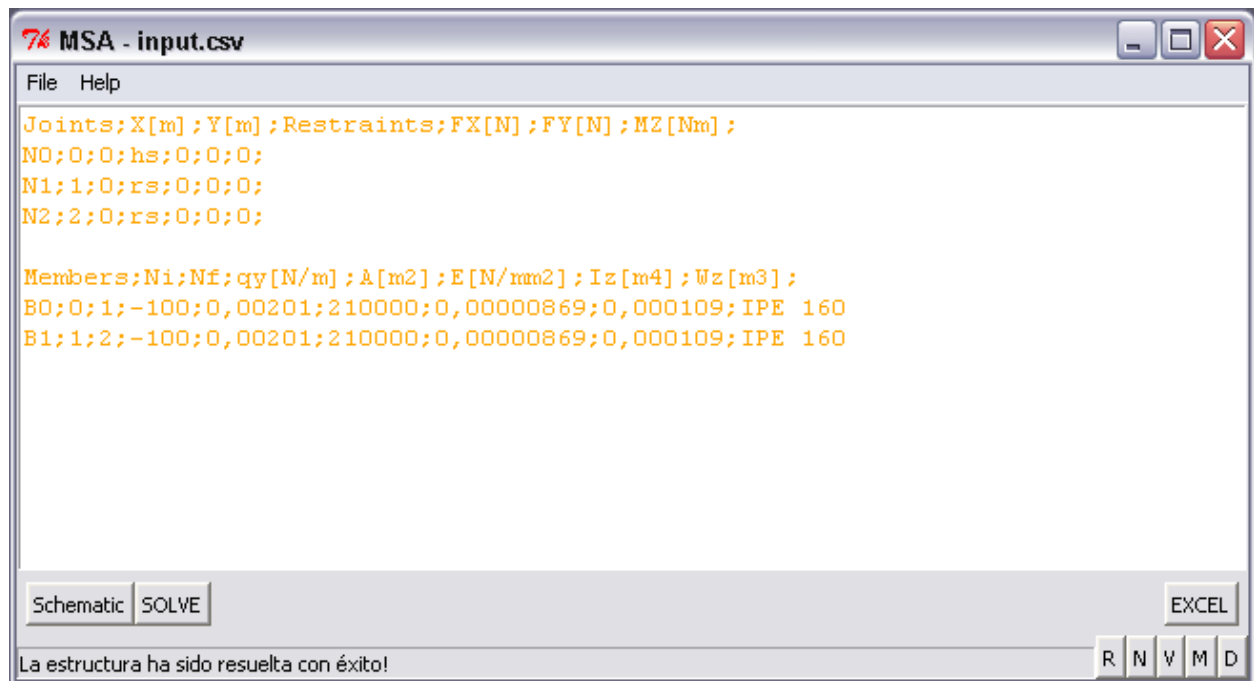 MSA - input.csv
File Help
Joints;X[m];Y[m];Restraints;FX[N];FY[N];MZ[Nm];
N0;0;0;hs;0;0;0;
N1;1;0;rs;0;0;0;
N2;2;0;rs;0;0;0;
Members;Ni;Nf;qy[N/m];A[m2];E[N/mm2];Iz[m4];Wz[m3];
B0;0;1;-100;0,00201;210000;0,00000869;0,000109;IPE 160
B1;1;2;-100;0,00201;210000;0,00000869;0,000109;IPE 160
Schematic SOLVE EXCEL
La estructura ha sido resuelta con éxito! R N V M D